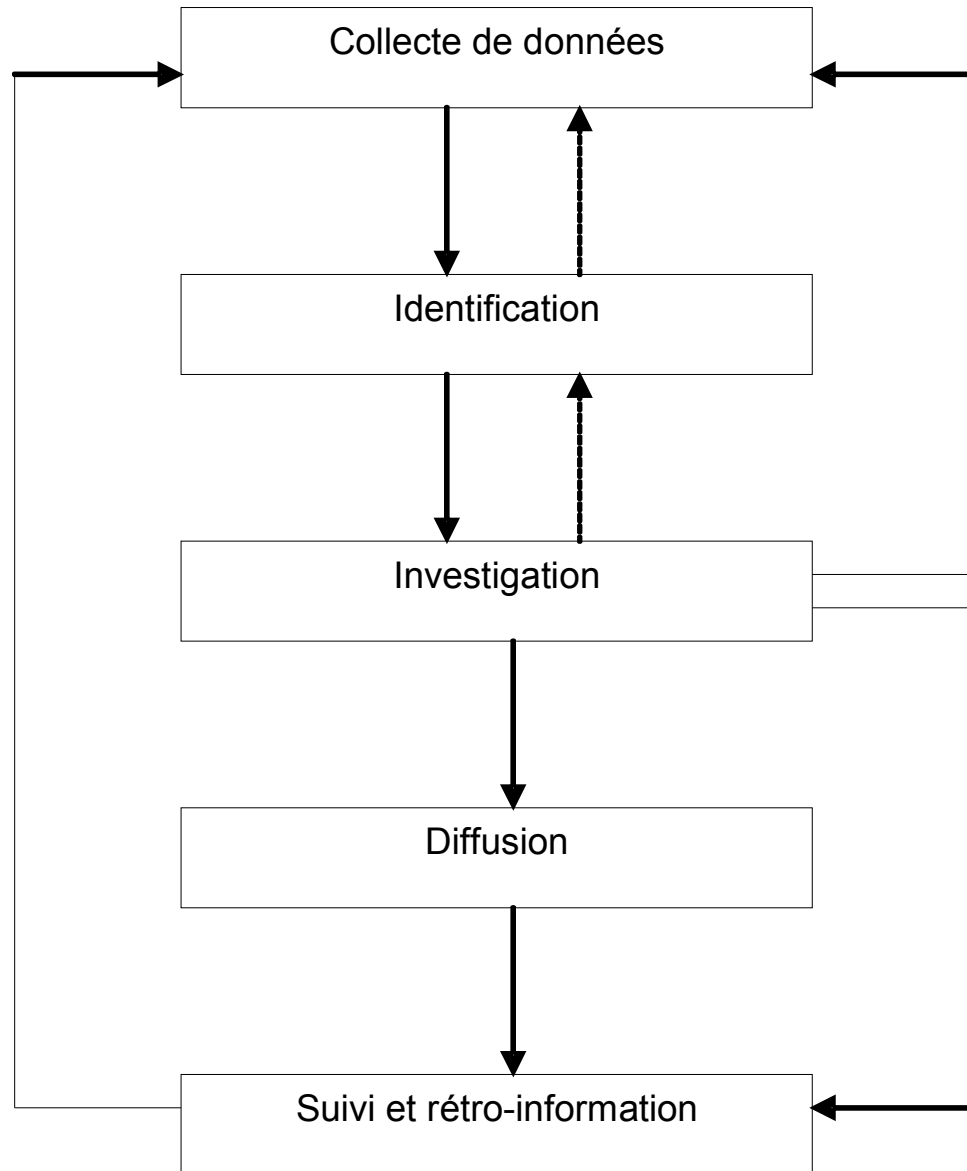 Collecte de données
Identification
Investigation
Diffusion
Suivi et rétro-information